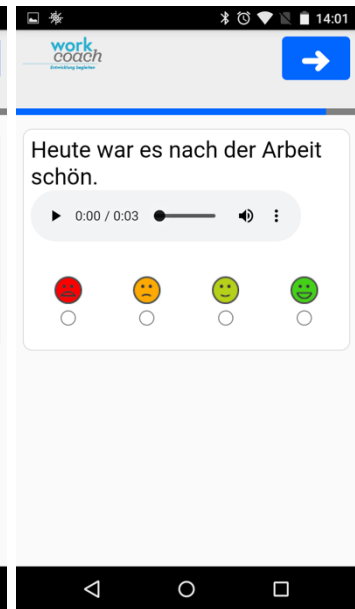 14:01
work
coach
Entwicklung begleiten
Heute war es nach der Arbeit
schön.
0:00 / 0:03